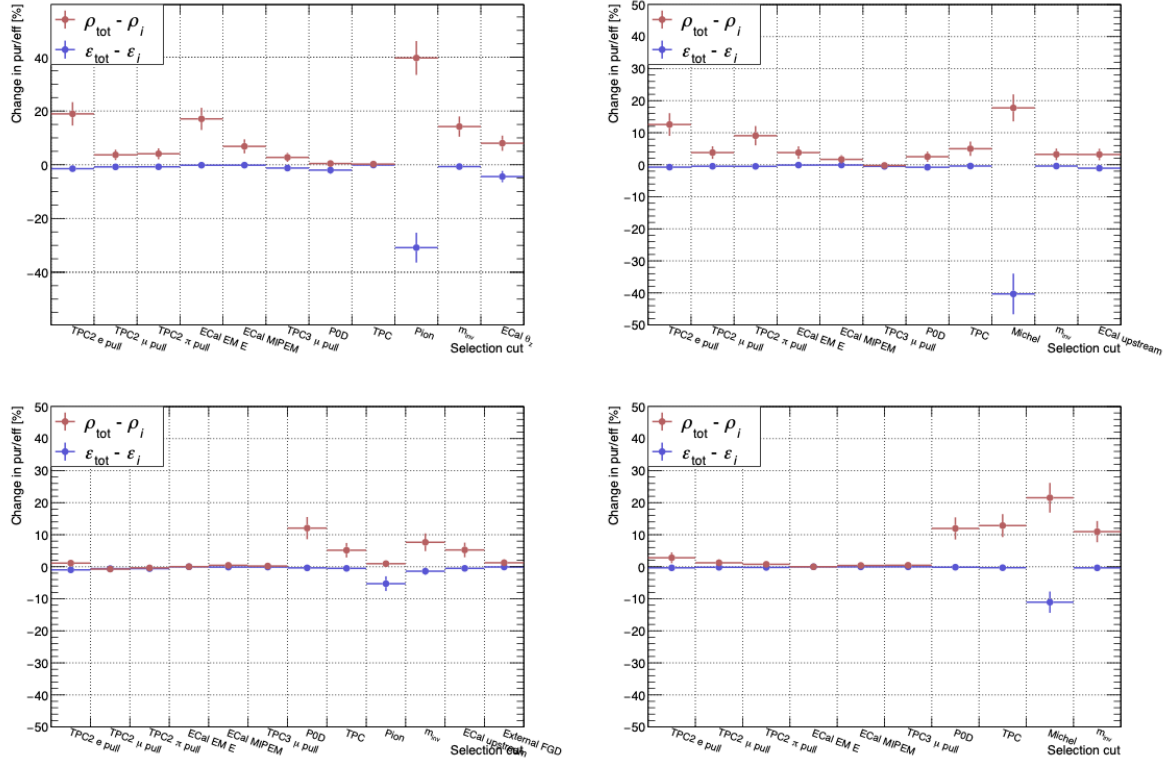 Change in pur/eff [%]
ρtot - ρi
εtot - εi
40
20
0
−20
−40
TPC2 e pull
TPC2 μ pull
TPC2 π pull
ECal EM E
ECal MIPEM
TPC3 μ pull
P0D
TPC
Pion
minv
ECal θz
Selection cut
Change in pur/eff [%]
ρtot - ρi
εtot - εi
50
40
30
20
10
0
−10
−20
−30
−40
−50
TPC2 e pull
TPC2 μ pull
TPC2 π pull
ECal EM E
ECal MIPEM
TPC3 μ pull
P0D
TPC
Michel
minv
ECal upstream
Selection cut
Change in pur/eff [%]
ρtot - ρi
εtot - εi
50
40
30
20
10
0
−10
−20
−30
−40
−50
TPC2 e pull
TPC2 μ pull
TPC2 π pull
ECal EM E
ECal MIPEM
TPC3 μ pull
P0D
TPC
Pion
minv
ECal upstream
External FGD
Selection cut
Change in pur/eff [%]
ρtot - ρi
εtot - εi
50
40
30
20
10
0
−10
−20
−30
−40
−50
TPC2 e pull
TPC2 μ pull
TPC2 π pull
ECal EM E
ECal MIPEM
TPC3 μ pull
P0D
TPC
Michel
minv
Selection cut